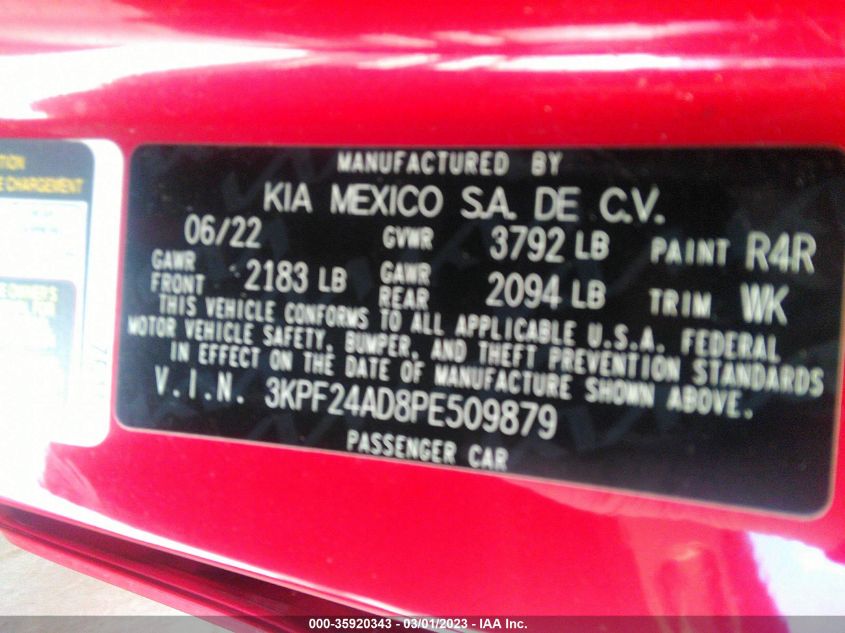 TION
E CHARGEMENT
MANUFACTURED BY
KIA MEXICO S.A. DE C.V.
06/22 GVWR 3792 LB PAINT R4R
GAWR FRONT 2183 LB GAWR REAR 2094 LB TRIM WK
THIS VEHICLE CONFORMS TO ALL APPLICABLE U.S.A. FEDERAL
MOTOR VEHICLE SAFETY, BUMPER, AND THEFT PREVENTION STANDARDS
IN EFFECT ON THE DATE OF MANUFACTURE SHOWN ABOVE.
V.I.N. 3KPF24AD8PE509879
PASSENGER CAR
000-35920343 - 03/01/2023 - IAA Inc.